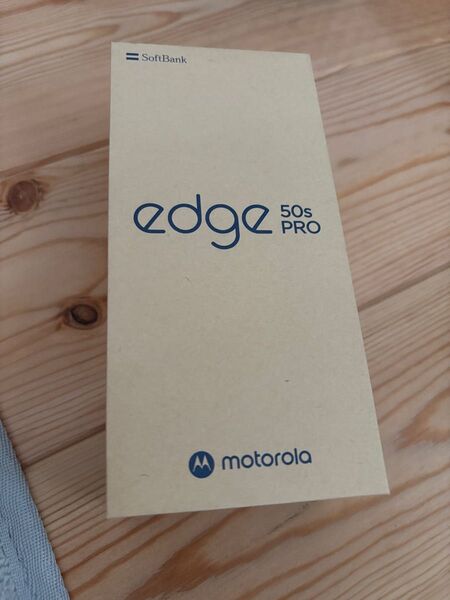 SoftBank
edge 50s
PRO
motorola